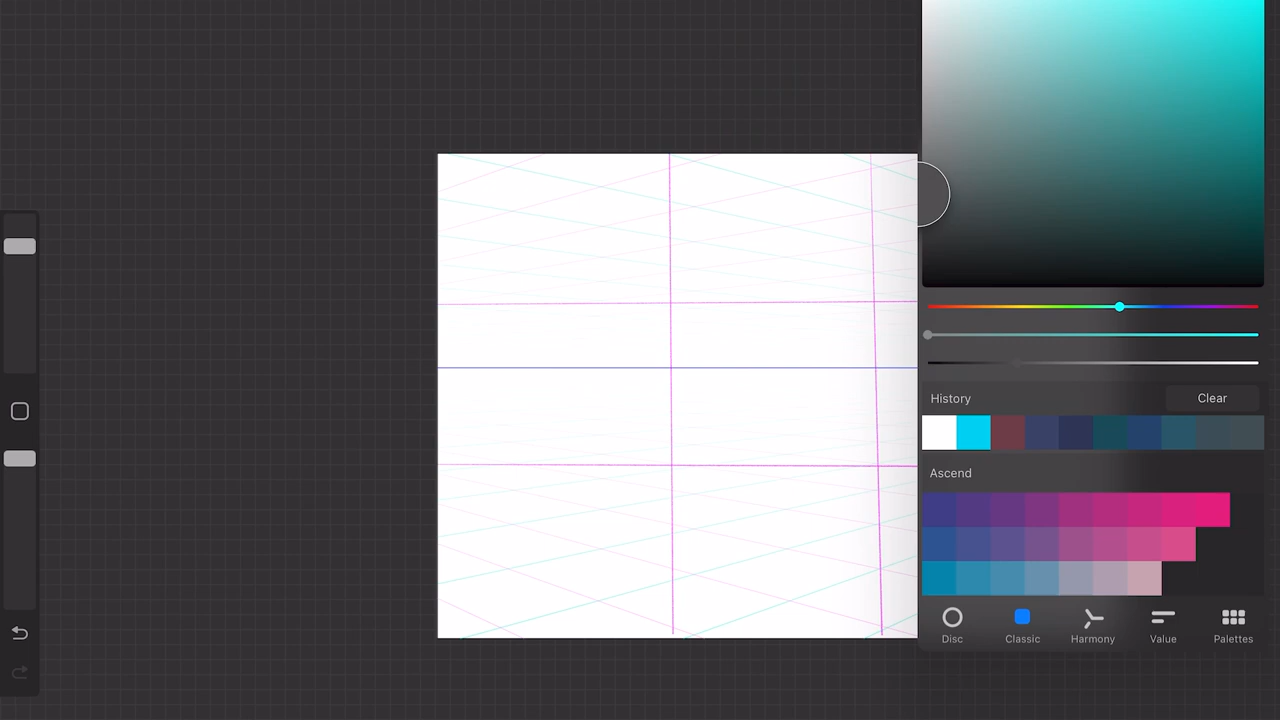 History
Clear
Ascend
Disc
Classic
Harmony
Value
Palettes